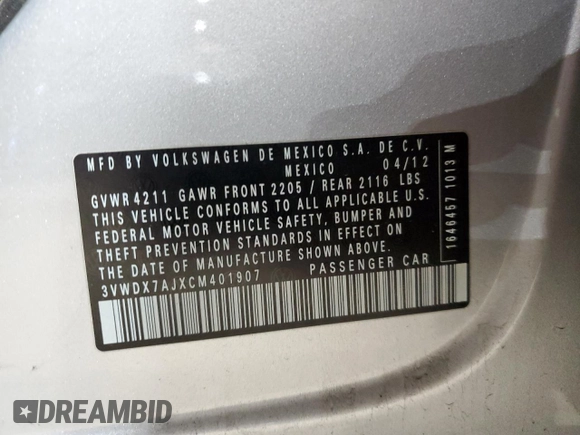 MFD BY VOLKSWAGEN DE MEXICO S.A. DE C.V.
MEXICO 04/12
GVWR 4211 GAWR FRONT 2205 / REAR 2116 LBS
THIS VEHICLE CONFORMS TO ALL APPLICABLE U.S.
FEDERAL MOTOR VEHICLE SAFETY, BUMPER AND
THEFT PREVENTION STANDARDS IN EFFECT ON
THE DATE OF MANUFACTURE SHOWN ABOVE.
3VWDX7AJXCM401907 PASSENGER CAR
1646457 1013 M
DREAMBID